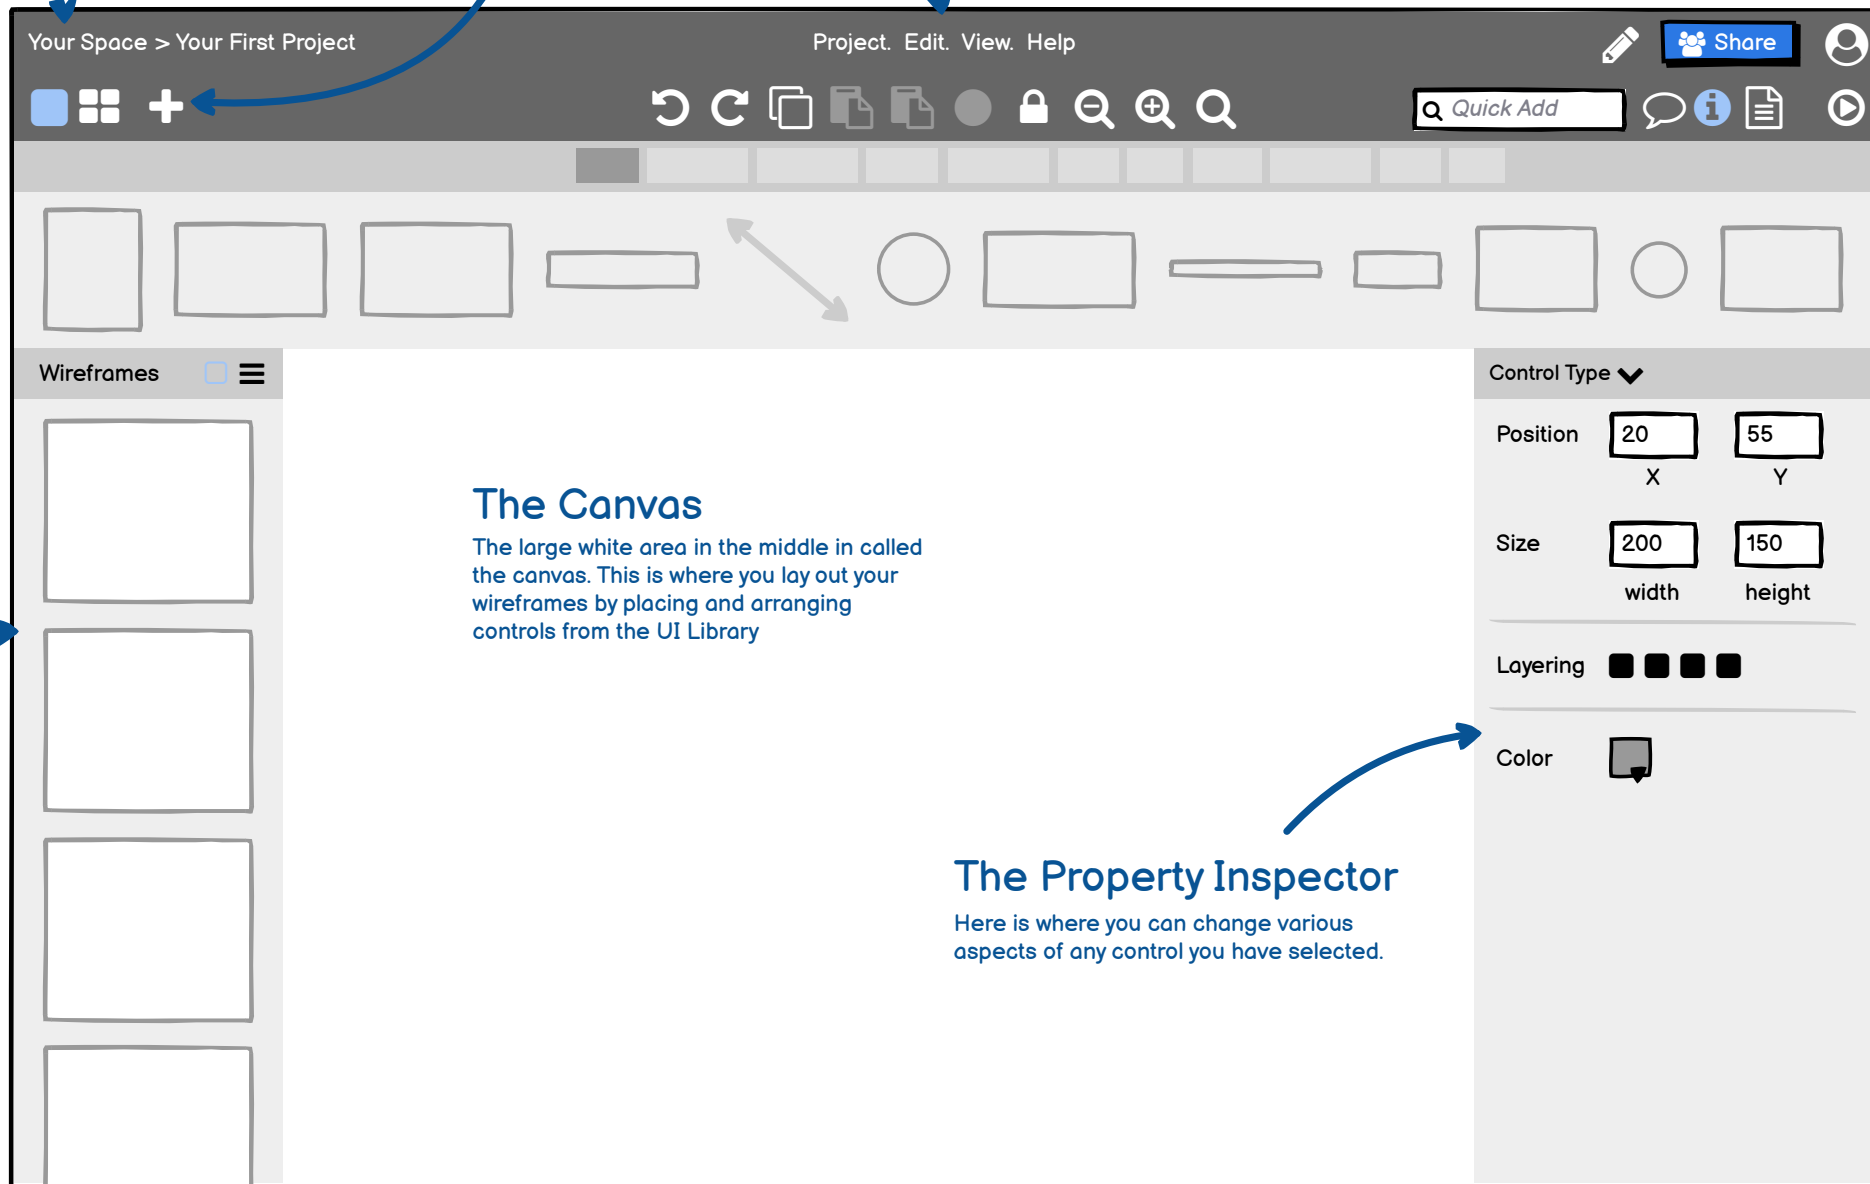 Your Space > Your First Project
Project. Edit. View. Help
Share
Quick Add
Wireframes
Control Type
Position
20
55
X
Y
Size
200
150
width
height
Layering
Color
The Canvas
The large white area in the middle in called
the canvas. This is where you lay out your
wireframes by placing and arranging
controls from the UI Library
The Property Inspector
Here is where you can change various
aspects of any control you have selected.